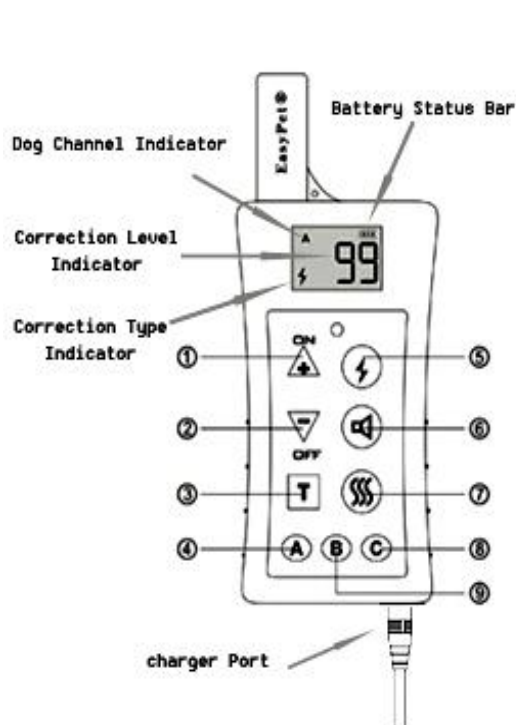 EasyPet®
Battery Status Bar
Dog Channel Indicator
Correction Level
Indicator
A
99
Correction Type
Indicator
ON
①
+
⑤
②
-
⑥
OFF
③
T
⑦
④
A
B
C
⑧
⑨
charger Port